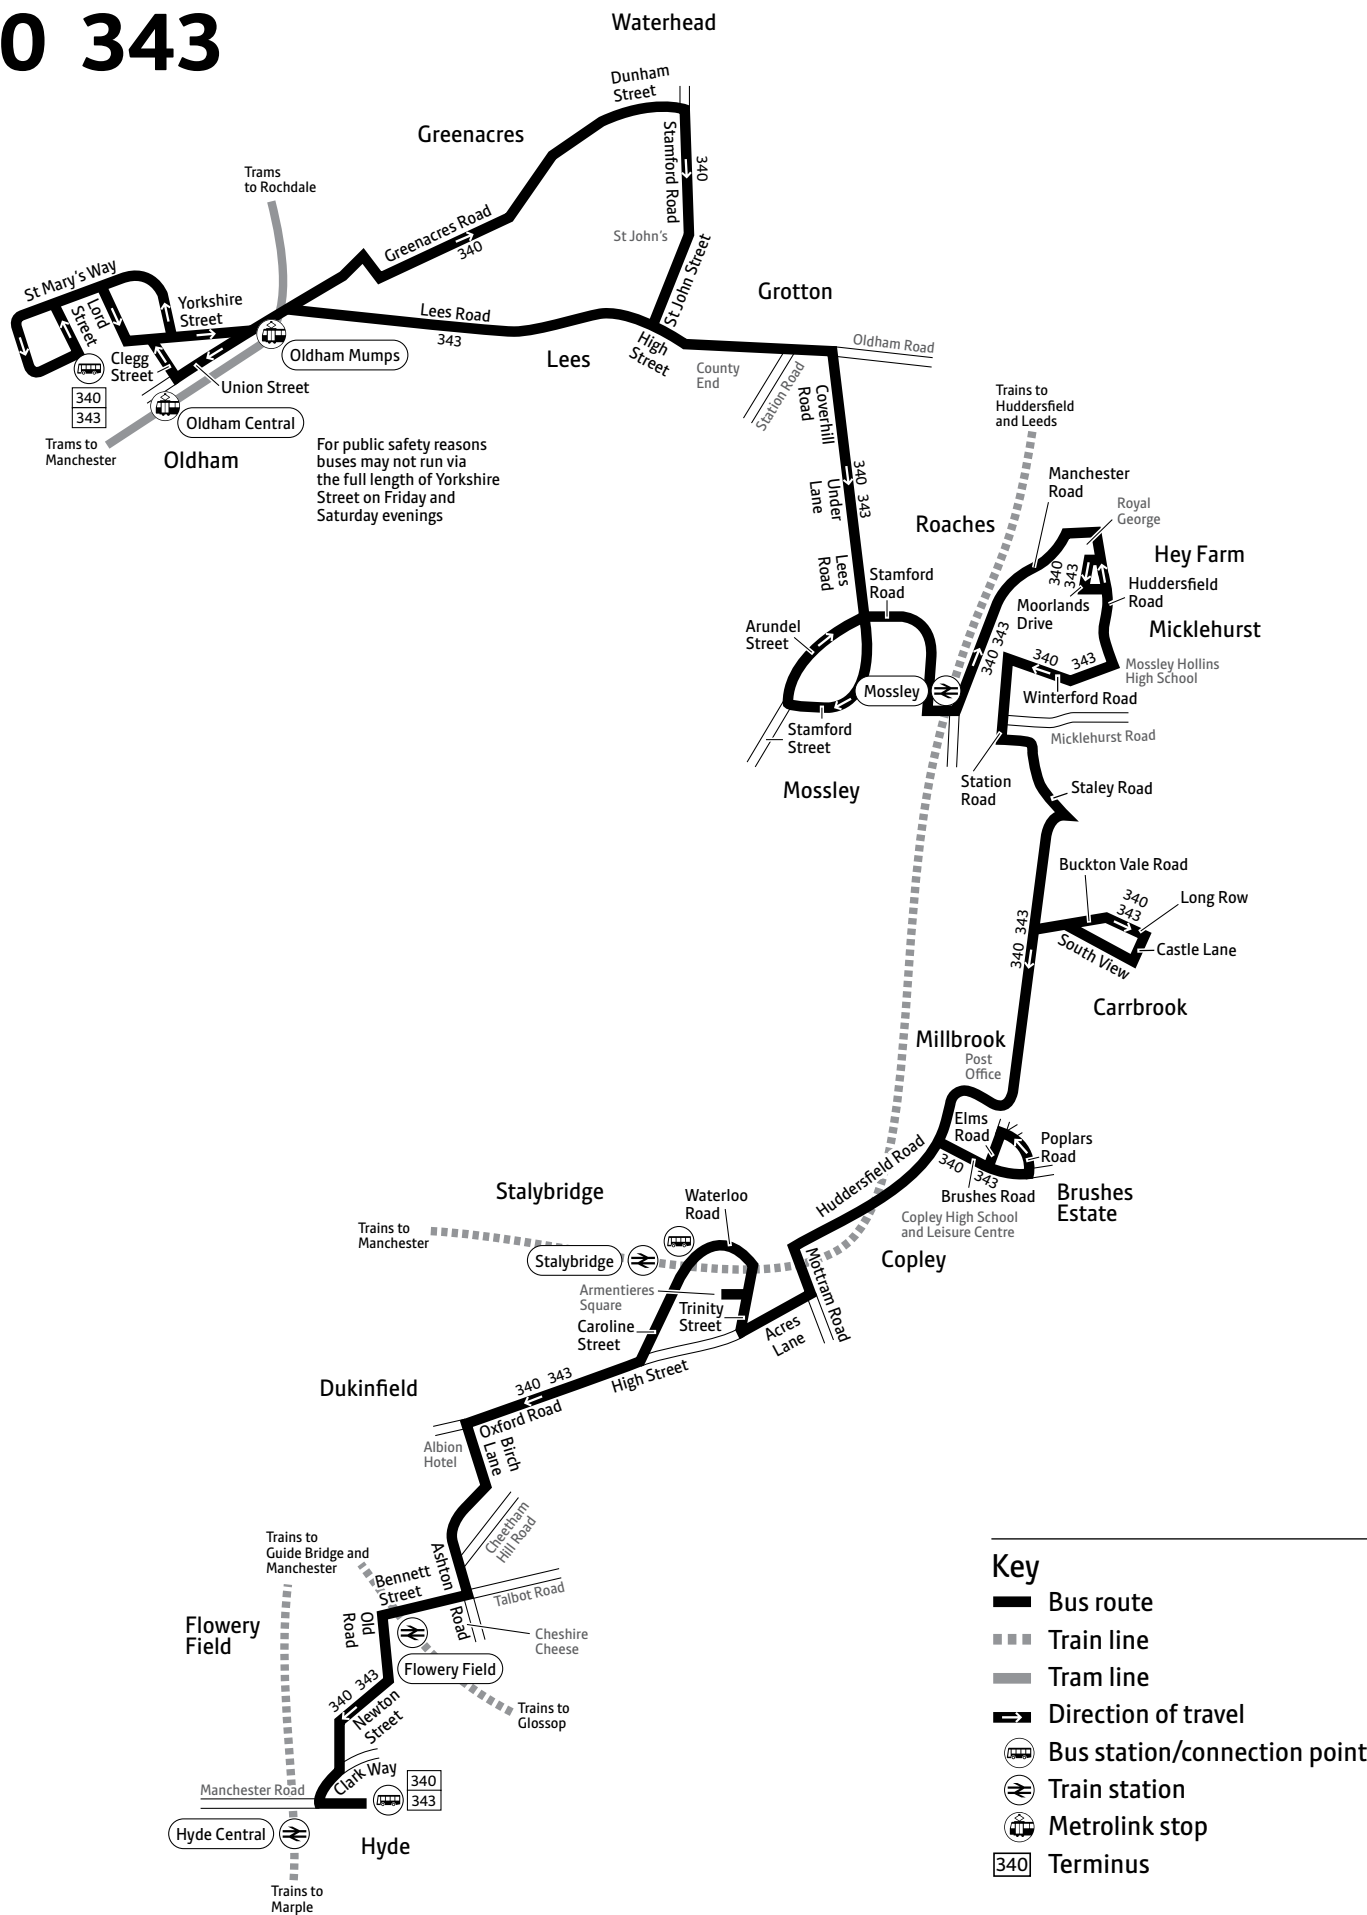 0 343
Waterhead
Dunham
Street
Greenacres
Stamford Road
340
Trams
to Rochdale
Greenacres Road
340
St John's
St John Street
St Mary's Way
Lord
Street
Yorkshire
Street
Lees Road
343
Grotton
Oldham Mumps
Clegg
Street
Union Street
Lees
High
Street
County
End
Station Road
Oldham Road
340
343
Oldham Central
Trams to
Manchester
Oldham
For public safety reasons
buses may not run via
the full length of Yorkshire
Street on Friday and
Saturday evenings
Coverhill
Road
Under
Lane
340 343
Lees
Road
Trains to
Huddersfield
and Leeds
Manchester
Road
Royal
George
Roaches
Hey Farm
340
343
Stamford
Road
Huddersfield
Road
Moorlands
Drive
Arundel
Street
Micklehurst
340 343
340 343
Mossley Hollins
High School
Mossley
Winterford Road
Stamford
Street
Micklehurst Road
Mossley
Station
Road
Staley Road
Buckton Vale Road
340
343
Long Row
340 343
South View
Castle Lane
Carrbrook
Millbrook
Post
Office
Elms
Road
Poplars
Road
Huddersfield Road
340 343
Brushes Road
Brushes
Estate
Copley High School
and Leisure Centre
Copley
Stalybridge
Waterloo
Road
Trains to
Manchester
Stalybridge
Mottram Road
Armentieres
Square
Trinity
Street
Caroline
Street
Acres
Lane
High Street
340 343
Dukinfield
Oxford Road
Albion
Hotel
Birch
Lane
Cheetham
Hill Road
Trains to
Guide Bridge and
Manchester
Ashton
Road
Bennett
Street
Talbot Road
Flowery
Field
Old
Road
Cheshire
Cheese
Flowery Field
340 343
Newton
Street
Trains to
Glossop
Clark Way
Manchester Road
340
343
Hyde Central
Hyde
Trains to
Marple
Key
Bus route
Train line
Tram line
Direction of travel
Bus station/connection point
Train station
Metrolink stop
340 Terminus